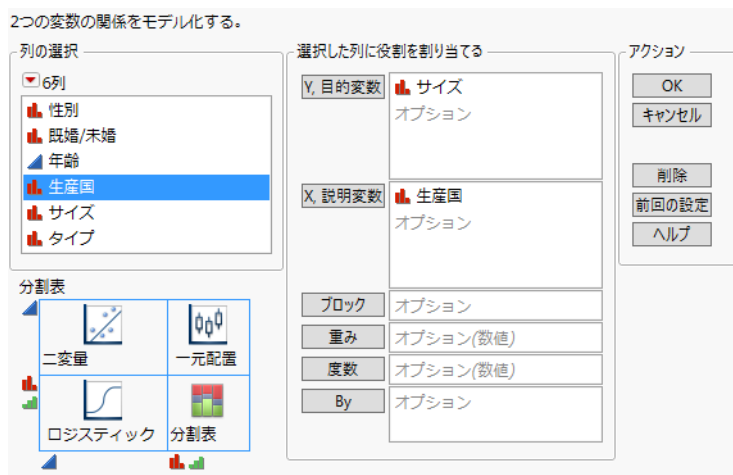 2つの変数の関係をモデル化する。
列の選択
6列
性別
既婚/未婚
年齢
生産国
サイズ
タイプ
分割表
二変量
一元配置
ロジスティック
分割表
選択した列に役割を割り当てる
Y, 目的変数
サイズ
オプション
X, 説明変数
生産国
オプション
ブロック
オプション
重み
オプション(数値)
度数
オプション(数値)
By
オプション
アクション
OK
キャンセル
削除
前回の設定
ヘルプ